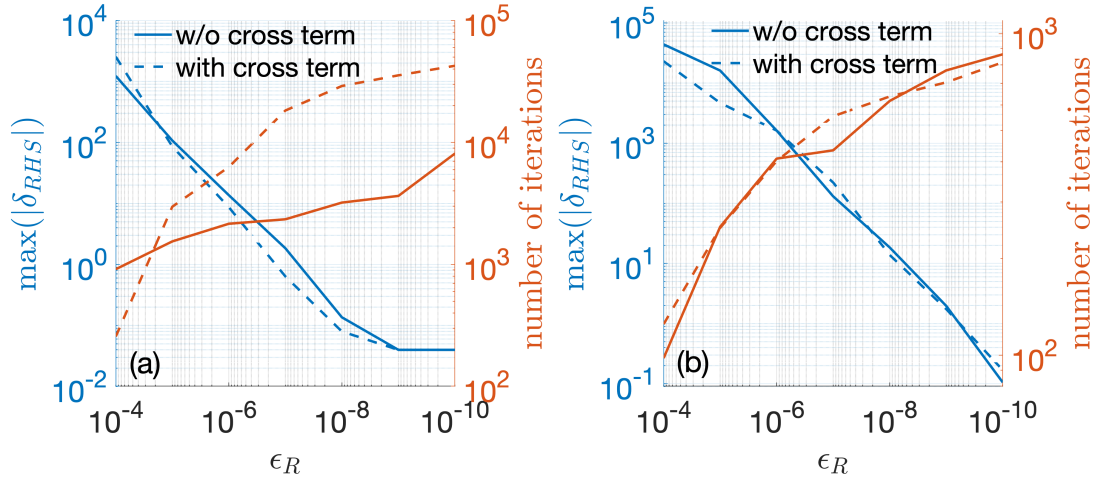 10^4
10^2
10^0
10^-2
max(|δ_RHS|)
w/o cross term
with cross term
(a)
10^5
10^4
10^3
10^2
number of iterations
10^-4
10^-6
10^-8
10^-10
ϵ_R
10^5
10^3
10^1
10^-1
max(|δ_RHS|)
w/o cross term
with cross term
(b)
10^3
10^2
number of iterations
10^-4
10^-6
10^-8
10^-10
ϵ_R